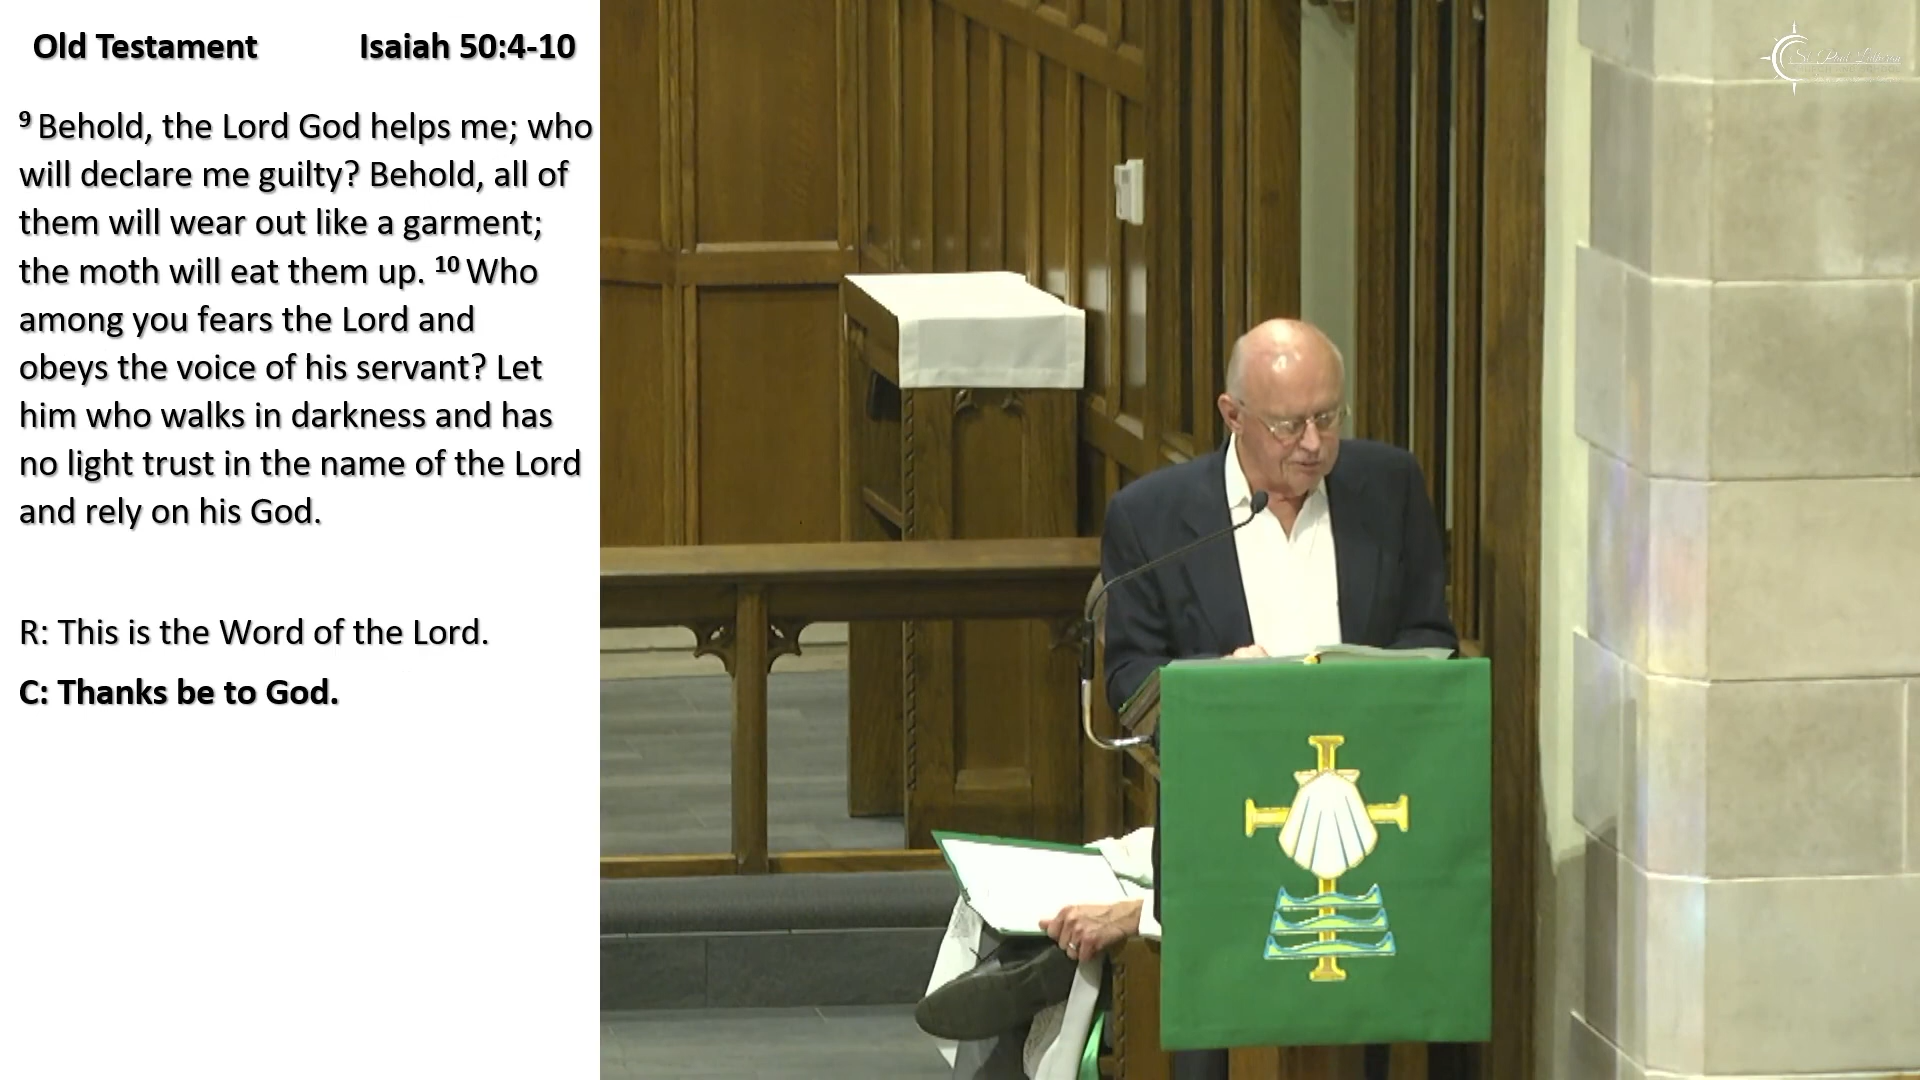 Old Testament Isaiah 50:4-10
9 Behold, the Lord God helps me; who
will declare me guilty? Behold, all of
them will wear out like a garment;
the moth will eat them up. 10 Who
among you fears the Lord and
obeys the voice of his servant? Let
him who walks in darkness and has
no light trust in the name of the Lord
and rely on his God.
R: This is the Word of the Lord.
C: Thanks be to God.
St. Paul Lutheran